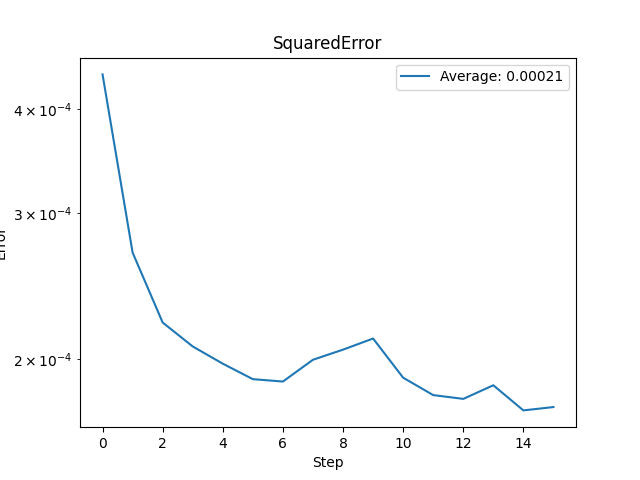 SquaredError
Average: 0.00021
4 × 10⁻⁴
3 × 10⁻⁴
2 × 10⁻⁴
Error
0 2 4 6 8 10 12 14
Step